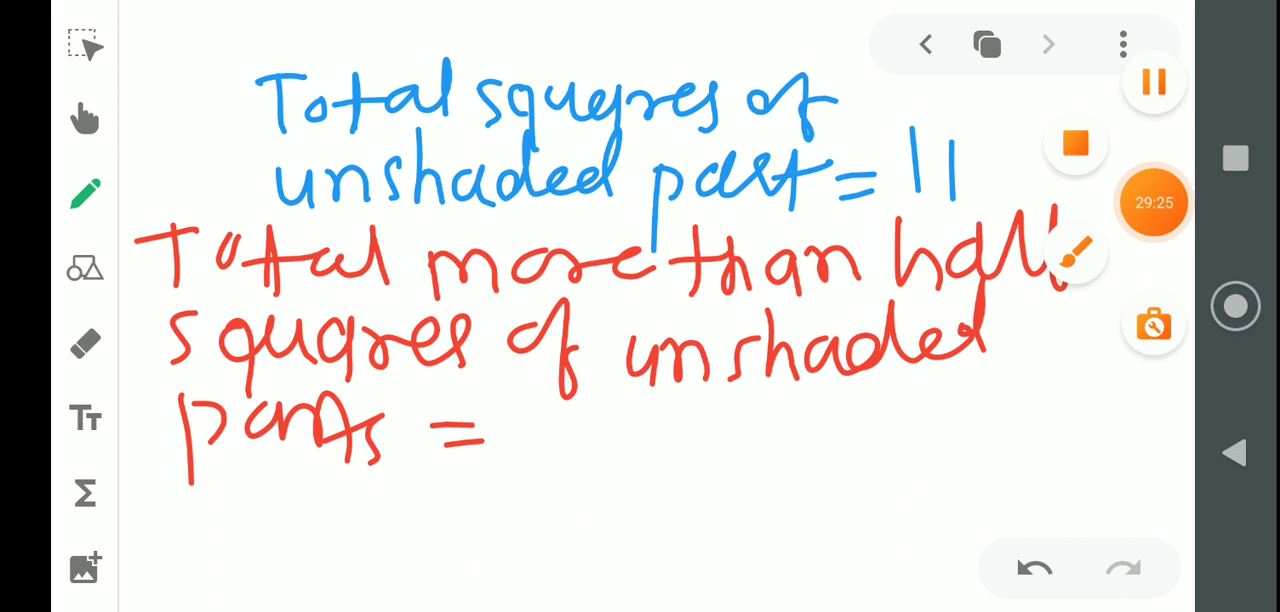 Total squares of
unshaded part = 11
Total more than half
squares of unshaded
parts =
29:25